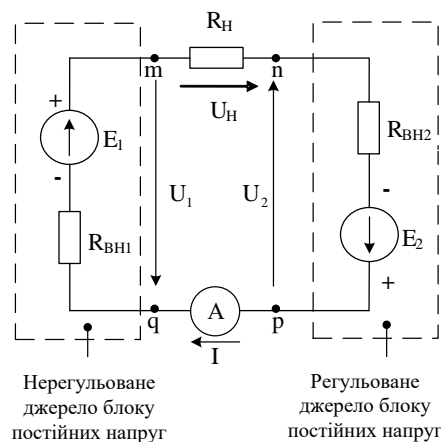 R_H
m
n
U_H
+
E_1
-
R_BH1
U_1
U_2
R_BH2
-
E_2
+
q
A
p
I
Нерегульоване
джерело блоку
постійних напруг
Регульоване
джерело блоку
постійних напруг